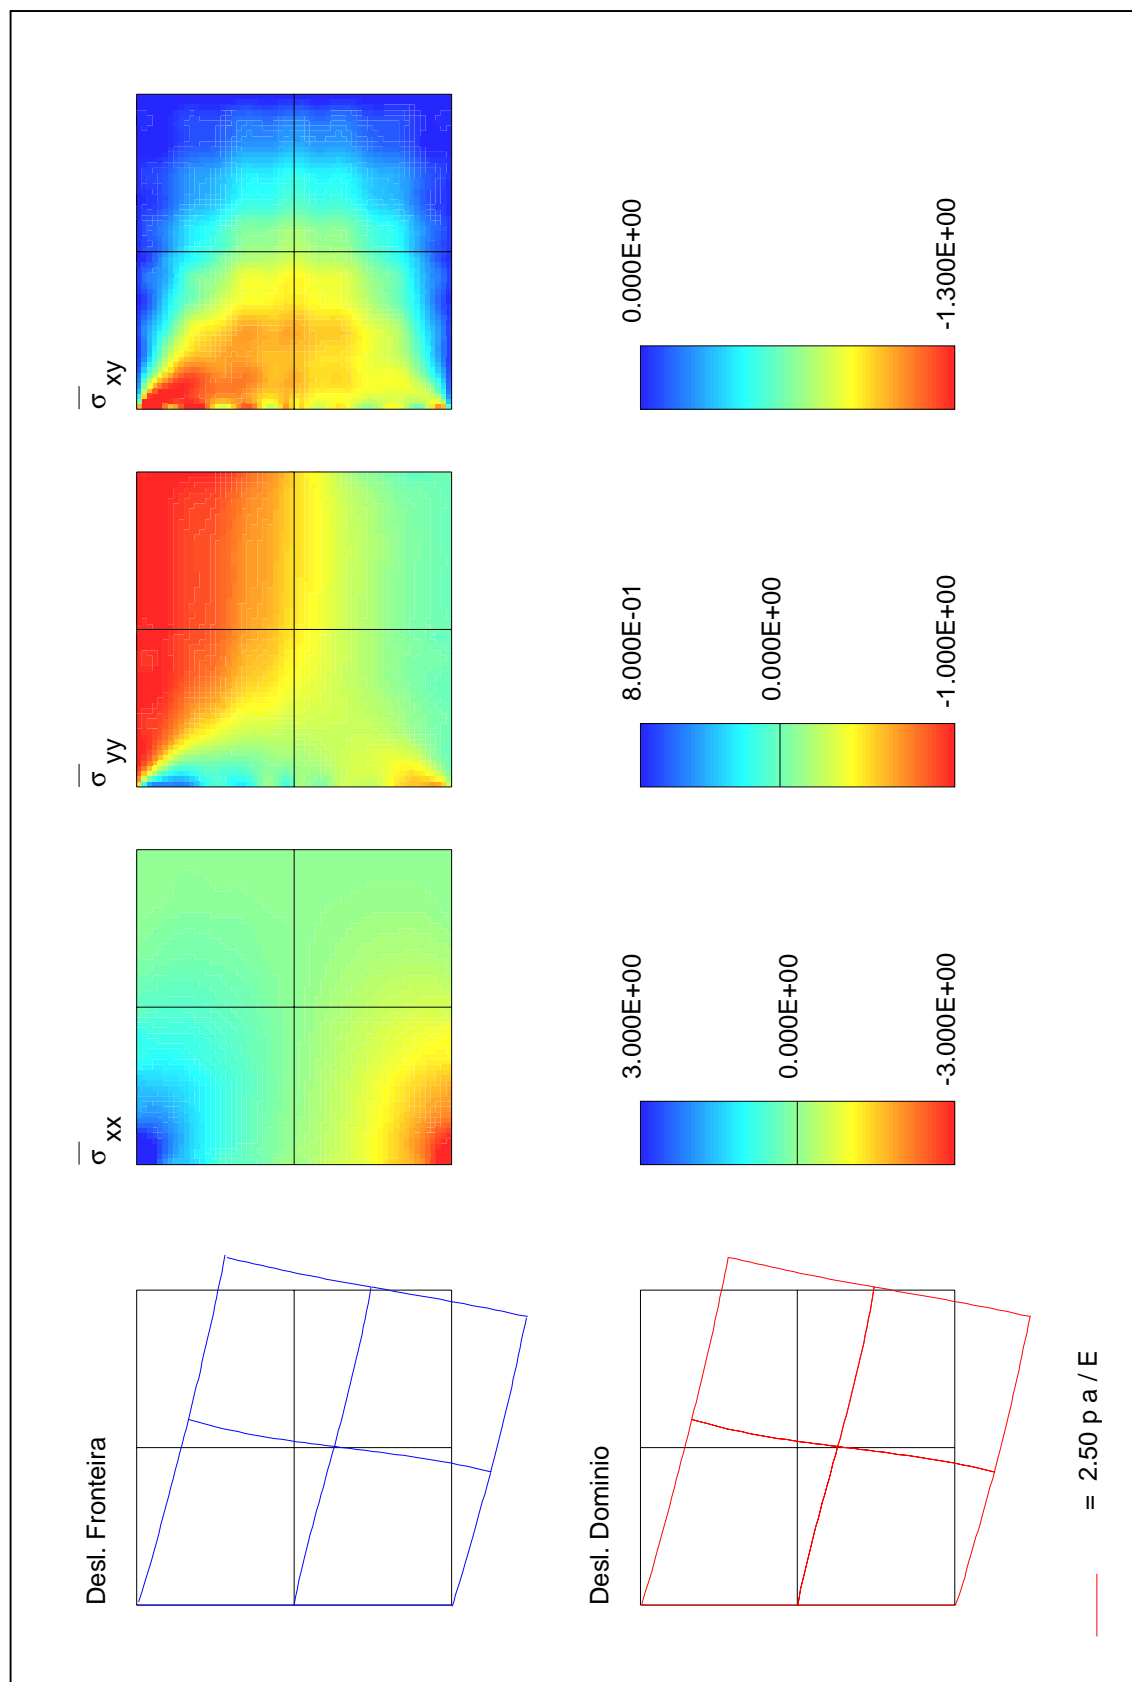 Desl. Fronteira
σ xx
σ yy
σ xy
Desl. Dominio
3.000E+00
0.000E+00
-3.000E+00
8.000E-01
0.000E+00
-1.000E+00
0.000E+00
-1.300E+00
= 2.50 p a / E